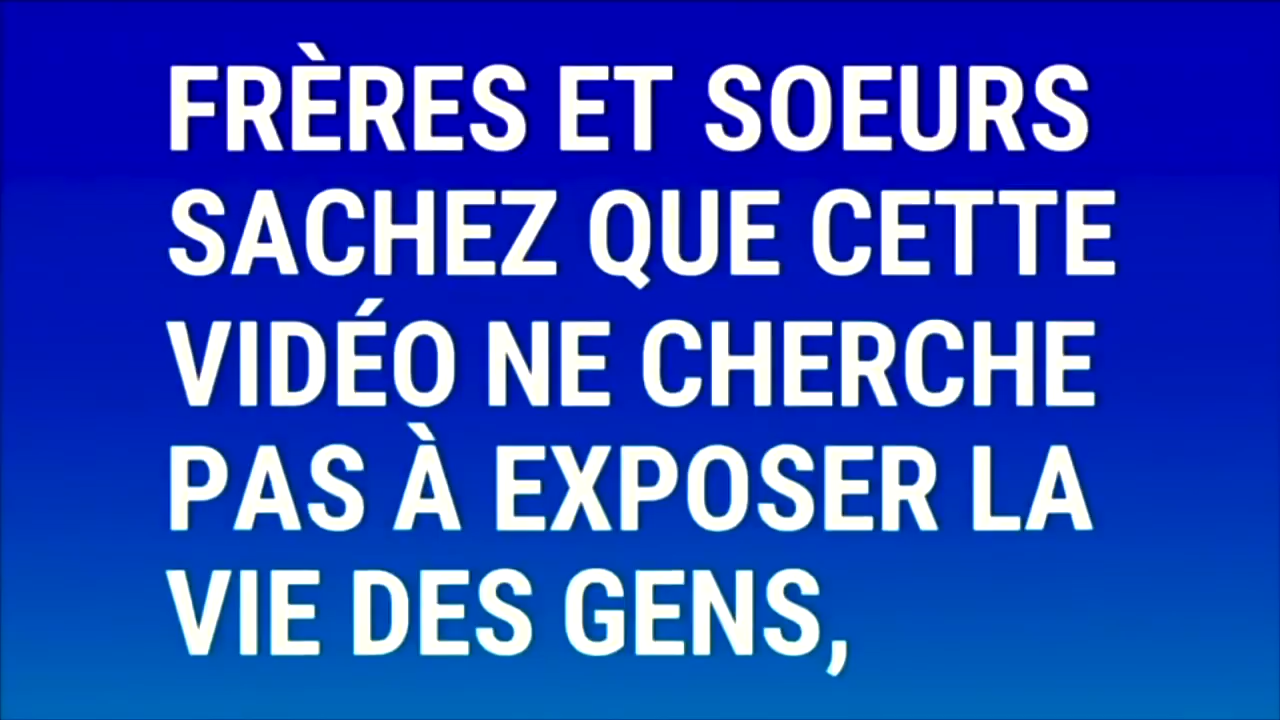 FRÈRES ET SOEURS
SACHEZ QUE CETTE
VIDÉO NE CHERCHE
PAS À EXPOSER LA
VIE DES GENS,